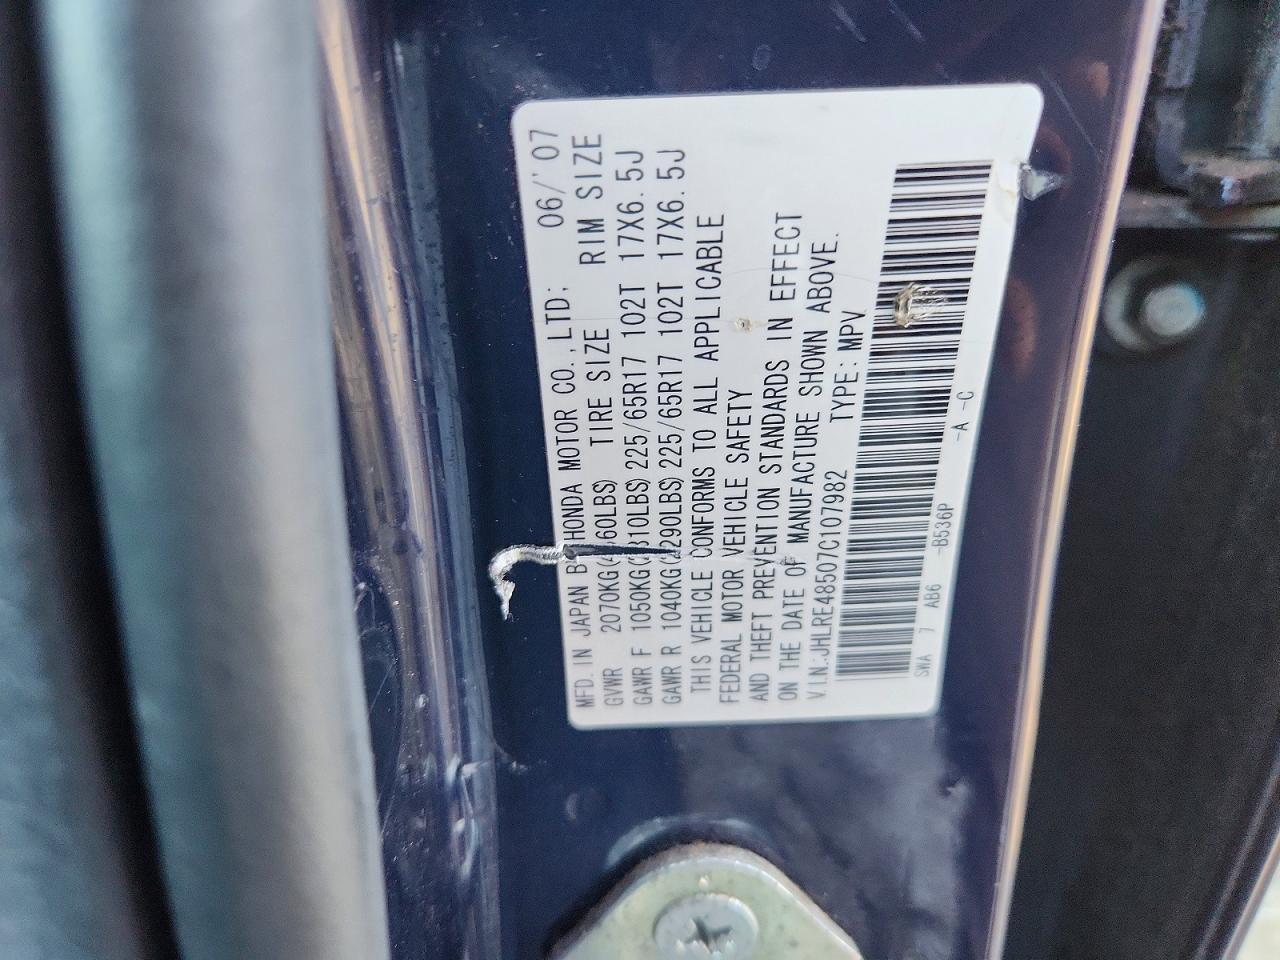 MFD. IN JAPAN B HONDA MOTOR CO., LTD: 06/'07
GVWR 2070KG(4 60LBS) TIRE SIZE RIM SIZE
GAWR F 1050KG(2310LBS) 225/65R17 102T 17X6.5J
GAWR R 1040KG(2290LBS) 225/65R17 102T 17X6.5J
THIS VEHICLE CONFORMS TO ALL APPLICABLE
FEDERAL MOTOR VEHICLE SAFETY
AND THEFT PREVENTION STANDARDS IN EFFECT
ON THE DATE OF MANUFACTURE SHOWN ABOVE.
V.I.N.:JHLRE48507C107982 TYPE: MPV
SWA 7 AB6 -B536P -A -C